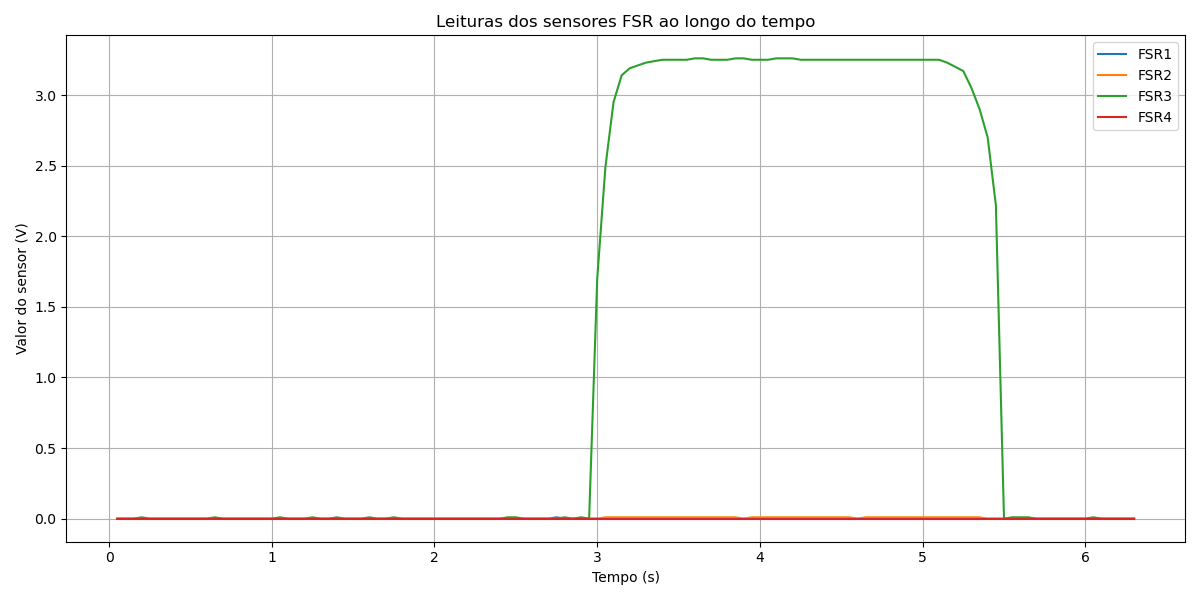 Leituras dos sensores FSR ao longo do tempo
FSR1
FSR2
FSR3
FSR4
Valor do sensor (V)
3.0
2.5
2.0
1.5
1.0
0.5
0.0
0 1 2 3 4 5 6
Tempo (s)